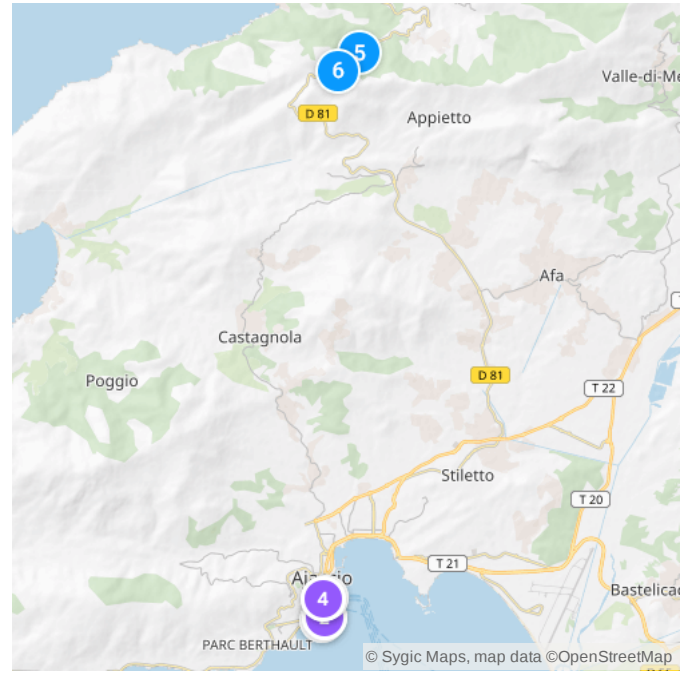 5
6
Valle-di-Me
D 81
Appietto
Afa
Castagnola
D 81
Poggio
T 22
Stiletto
T 20
T 21
Ajaccio
Bastelicac
4
PARC BERTHAULT
© Sygic Maps, map data ©OpenStreetMap